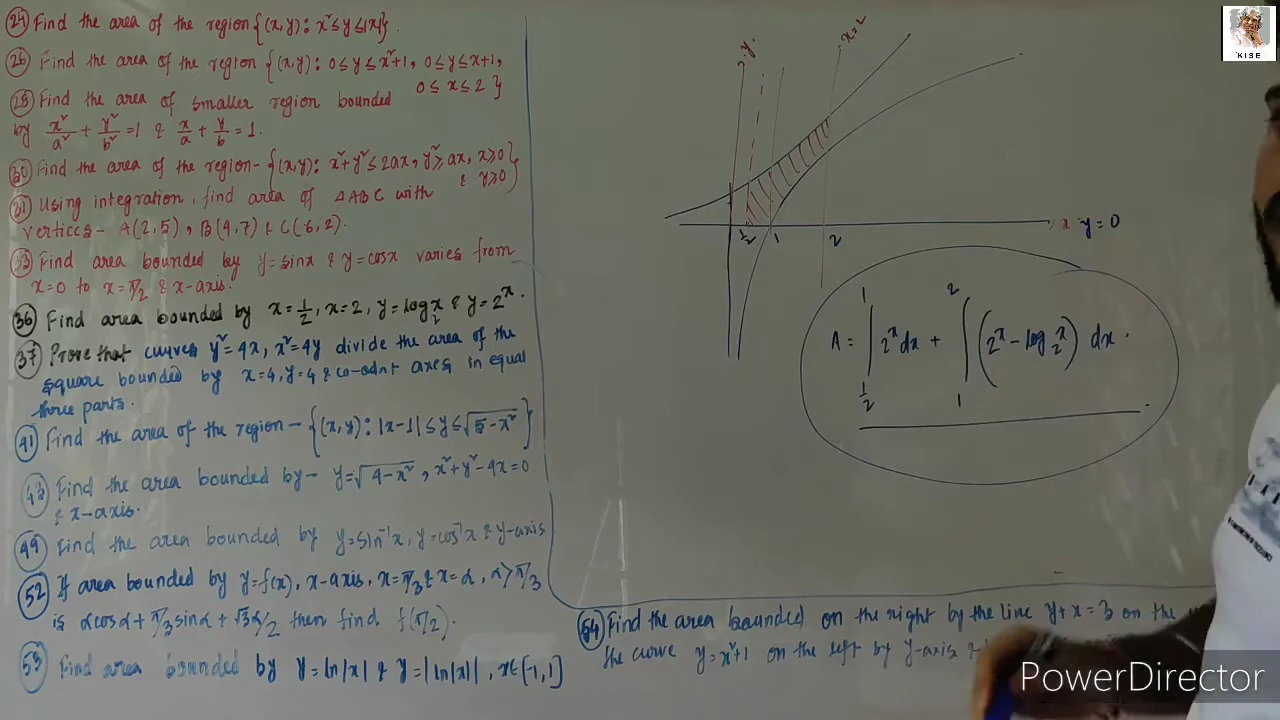 24 Find the area of the region {(x,y): x² ≤ y ≤ |x|}.
26 Find the area of the region {(x,y): 0 ≤ y ≤ x²+1, 0 ≤ y ≤ x+1,
0 ≤ x ≤ 2 }
28 Find the area of smaller region bounded
by x²/a² + y²/b² = 1 & x/a + y/b = 1.
30 Find the area of the region - {(x,y): x²+y² ≤ 2ax, y² ≥ ax, x ≥ 0
& y ≥ 0}
31 Using integration, find area of △ABC with
vertices - A(2,5), B(4,7) & C(6,2).
33 Find area bounded by y = sinx & y = cosx varies from
x=0 to x=π/2 & x-axis.
36 Find area bounded by x = 1/2, x = 2, y = log x & y = 2^x.
37 Prove that curves y² = 4x, x² = 4y divide the area of the
square bounded by x=4, y=4 & co-odnt axes in equal
three parts.
41 Find the area of the region - {(x,y): |x-1| ≤ y ≤ √5-x²}
Find the area bounded by - y = √4-x², x²+y²-4x=0
& x-axis.
49 Find the area bounded by y = sin⁻¹x, y = cos⁻¹x & y-axis
52 If area bounded by y = f(x), x-axis, x = π/3 & x = α, α > π/3
is αcosα + π/3 sinα + √3α/2 then find f(π/2).
53 Find area bounded by y = ln|x| & y = |ln|x||, x∈[-1,1]
y
x=2
1/2 1 2 x y=0
A = ∫_{1/2}^{1} 2^x dx + ∫_{1}^{2} (2^x - log_2 x) dx.
54 Find the area bounded on the right by the line y+x=3 on the
the curve y = x²+1 on the left by y-axis &
KISE
PowerDirector